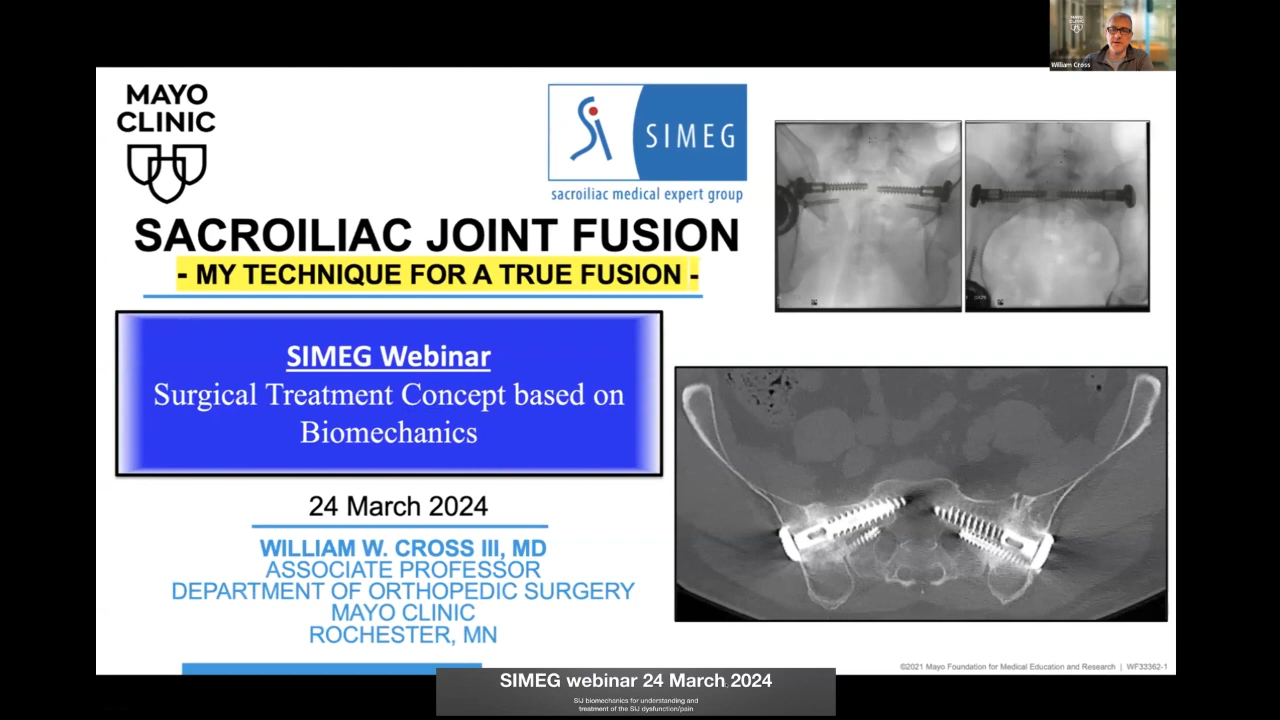 MAYO
CLINIC
William Cross
MAYO
CLINIC
Si SIMEG
sacroiliac medical expert group
SACROILIAC JOINT FUSION
- MY TECHNIQUE FOR A TRUE FUSION -
SIMEG Webinar
Surgical Treatment Concept based on
Biomechanics
24 March 2024
WILLIAM W. CROSS III, MD
ASSOCIATE PROFESSOR
DEPARTMENT OF ORTHOPEDIC SURGERY
MAYO CLINIC
ROCHESTER, MN
©2021 Mayo Foundation for Medical Education and Research | WF33362-1
SIMEG webinar 24 March 2024
SIJ biomechanics for understanding and
treatment of the SIJ dysfunction/pain